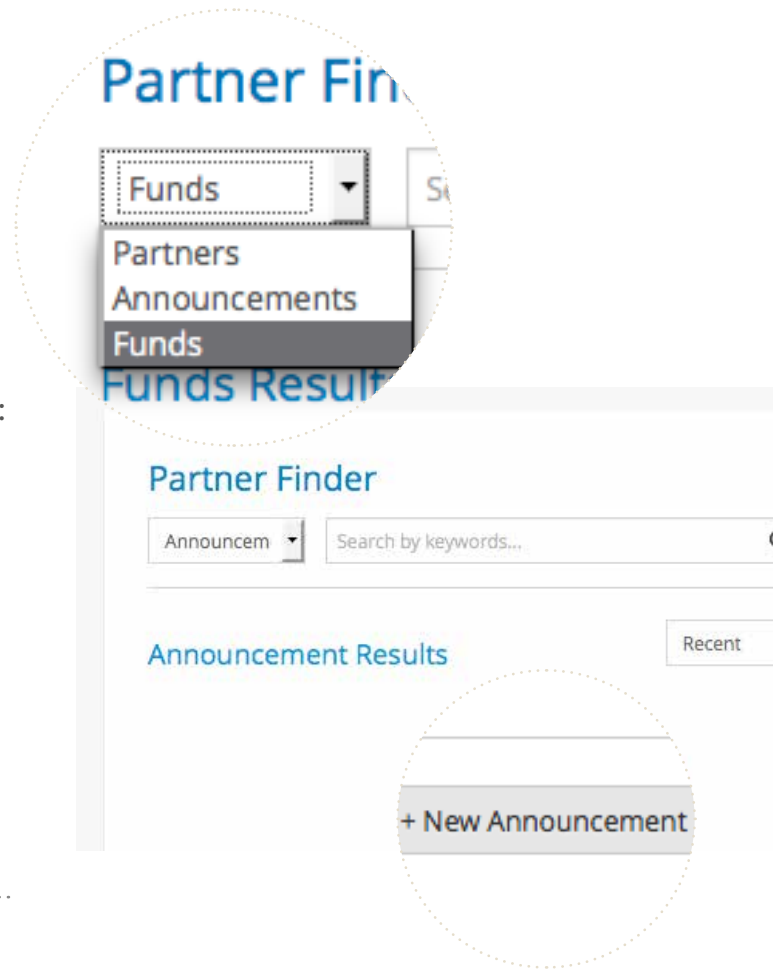 Partner Fin
Funds
Se
Partners
Announcements
Funds
Funds Result
:
Partner Finder
Announcem
Search by keywords...
Announcement Results
Recent
+ New Announcement
..